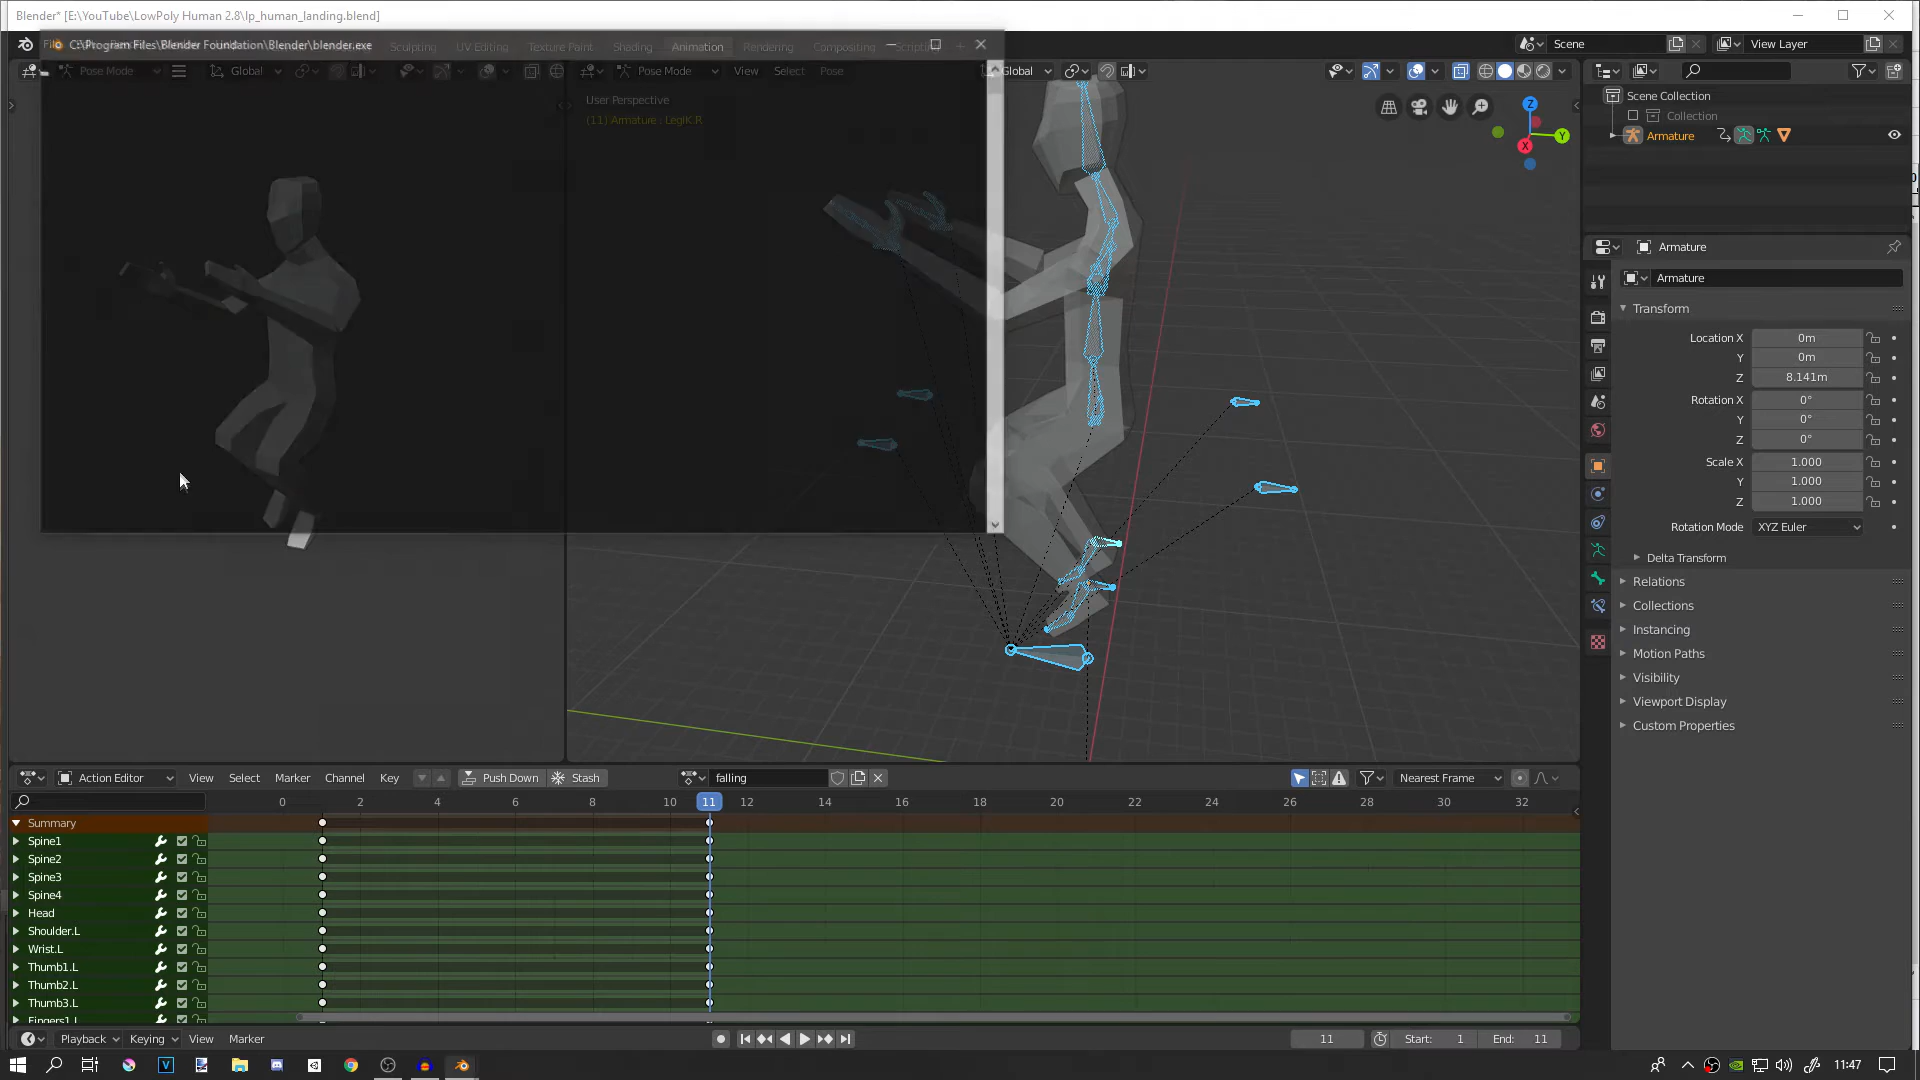 Blender* [E:\YouTube\LowPoly Human 2.8\lp_human_landing.blend]
C:\Program Files\Blender Foundation\Blender\blender.exe
Sculpting UV Editing Texture Paint Shading Animation Rendering Compositing Scripting
Scene View Layer
Pose Mode Global
Pose Mode View Select Pose Global
User Perspective
(11) Armature : LegIK.R
Scene Collection
Collection
Armature
Z
Y
X
Armature
Armature
Transform
Location X 0m
Y 0m
Z 8.141m
Rotation X 0°
Y 0°
Z 0°
Scale X 1.000
Y 1.000
Z 1.000
Rotation Mode XYZ Euler
Delta Transform
Relations
Collections
Instancing
Motion Paths
Visibility
Viewport Display
Custom Properties
Action Editor View Select Marker Channel Key Push Down Stash falling Nearest Frame
0 2 4 6 8 10 11 12 14 16 18 20 22 24 26 28 30 32
Summary
Spine1
Spine2
Spine3
Spine4
Head
Shoulder.L
Wrist.L
Thumb1.L
Thumb2.L
Thumb3.L
Fingers1.L
Playback Keying View Marker 11 Start: 1 End: 11
11:47